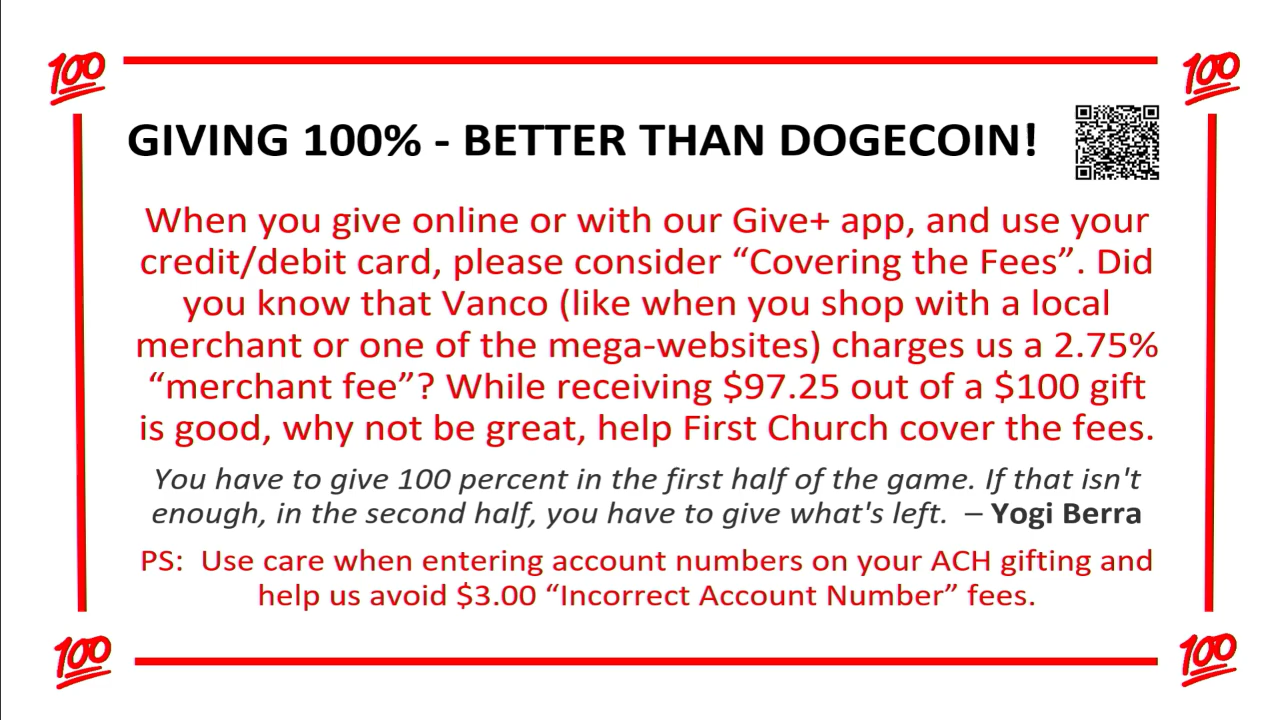 100 100
GIVING 100% - BETTER THAN DOGECOIN!
When you give online or with our Give+ app, and use your
credit/debit card, please consider “Covering the Fees”. Did
you know that Vanco (like when you shop with a local
merchant or one of the mega-websites) charges us a 2.75%
“merchant fee”? While receiving $97.25 out of a $100 gift
is good, why not be great, help First Church cover the fees.
You have to give 100 percent in the first half of the game. If that isn't
enough, in the second half, you have to give what's left. – Yogi Berra
PS: Use care when entering account numbers on your ACH gifting and
help us avoid $3.00 “Incorrect Account Number” fees.
100 100